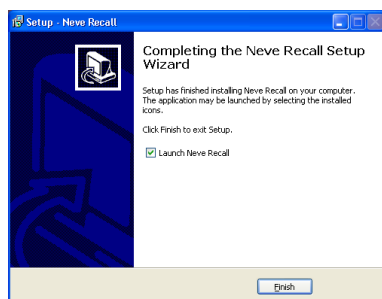 Setup - Neve Recall
Completing the Neve Recall Setup
Wizard
Setup has finished installing Neve Recall on your computer.
The application may be launched by selecting the installed
icons.
Click Finish to exit Setup.
Launch Neve Recall
Finish